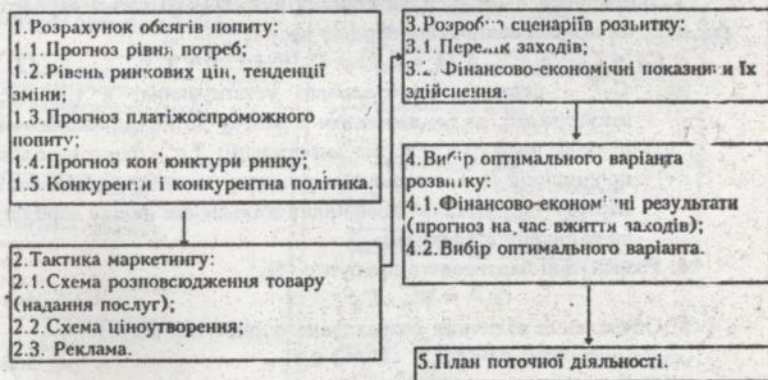 1.Розрахунок обсягів попиту:
1.1. Прогноз рівня потреб;
1.2. Рівень ринкових цін, тенденції
зміни;
1.3. Прогноз платіжоспроможного
попиту;
1.4. Прогноз кон'юнктури ринку;
1.5. Конкуренти і конкурентна політика.
2.Тактика маркетингу:
2.1.Схема розповсюдження товару
(надання послуг);
2.2.Схема ціноутворення;
2.3. Реклама.
3.Розробка сценаріїв розвитку:
3.1. Перелік заходів;
3.2. Фінансово-економічні показники їх
здійснення.
4.Вибір оптимального варіанта
розвитку:
4.1.Фінансово-економічні результати
(прогноз на час вжиття заходів);
4.2.Вибір оптимального варіанта.
5.План поточної діяльності.